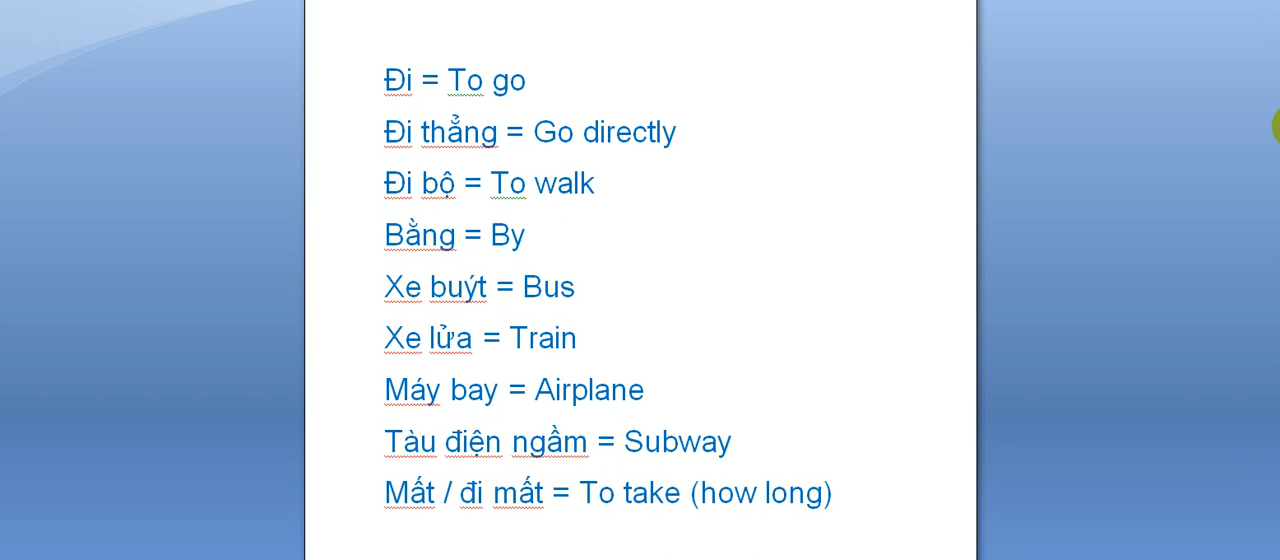 Đi = To go
Đi thẳng = Go directly
Đi bộ = To walk
Bằng = By
Xe buýt = Bus
Xe lửa = Train
Máy bay = Airplane
Tàu điện ngầm = Subway
Mất / đi mất = To take (how long)